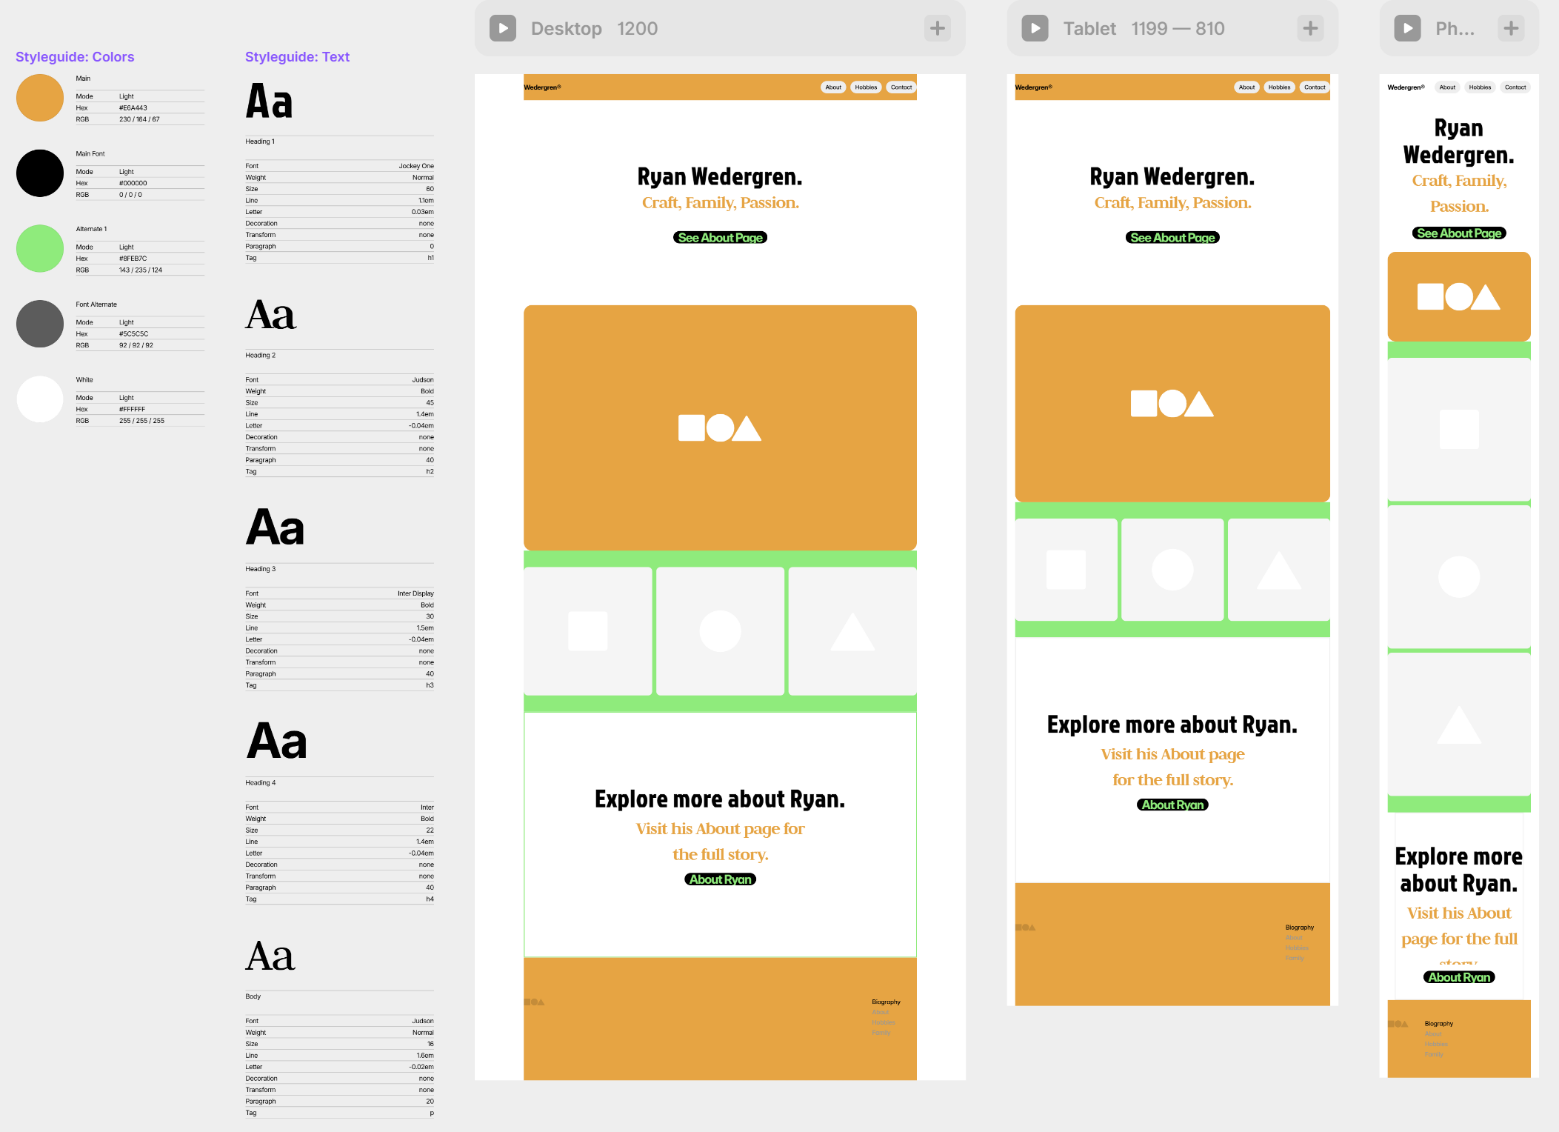 Styleguide: Colors
Main
Mode Light
Hex #E6A443
RGB 230 / 164 / 67
Main Font
Mode Light
Hex #000000
RGB 0 / 0 / 0
Alternate 1
Mode Light
Hex #8FEB7C
RGB 143 / 235 / 124
Font Alternate
Mode Light
Hex #5C5C5C
RGB 92 / 92 / 92
White
Mode Light
Hex #FFFFFF
RGB 255 / 255 / 255
Styleguide: Text
Aa
Heading 1
Font Jockey One
Weight Normal
Size 60
Line 1.1em
Letter 0.03em
Decoration none
Transform none
Paragraph 0
Tag h1
Aa
Heading 2
Font Judson
Weight Bold
Size 45
Line 1.4em
Letter -0.04em
Decoration none
Transform none
Paragraph 40
Tag h2
Aa
Heading 3
Font Inter Display
Weight Bold
Size 30
Line 1.5em
Letter -0.04em
Decoration none
Transform none
Paragraph 40
Tag h3
Aa
Heading 4
Font Inter
Weight Bold
Size 22
Line 1.4em
Letter -0.04em
Decoration none
Transform none
Paragraph 40
Tag h4
Aa
Body
Font Judson
Weight Normal
Size 16
Line 1.6em
Letter -0.02em
Decoration none
Transform none
Paragraph 20
Tag p
Desktop 1200
Wedergren® About Hobbies Contact
Ryan Wedergren.
Craft, Family, Passion.
See About Page
Explore more about Ryan.
Visit his About page for
the full story.
About Ryan
Biography
About
Hobbies
Family
Tablet 1199 — 810
Wedergren® About Hobbies Contact
Ryan Wedergren.
Craft, Family, Passion.
See About Page
Explore more about Ryan.
Visit his About page
for the full story.
About Ryan
Biography
About
Hobbies
Family
Ph...
Wedergren® About Hobbies Contact
Ryan
Wedergren.
Craft, Family,
Passion.
See About Page
Explore more
about Ryan.
Visit his About
page for the full
story.
About Ryan
Biography
About
Hobbies
Family